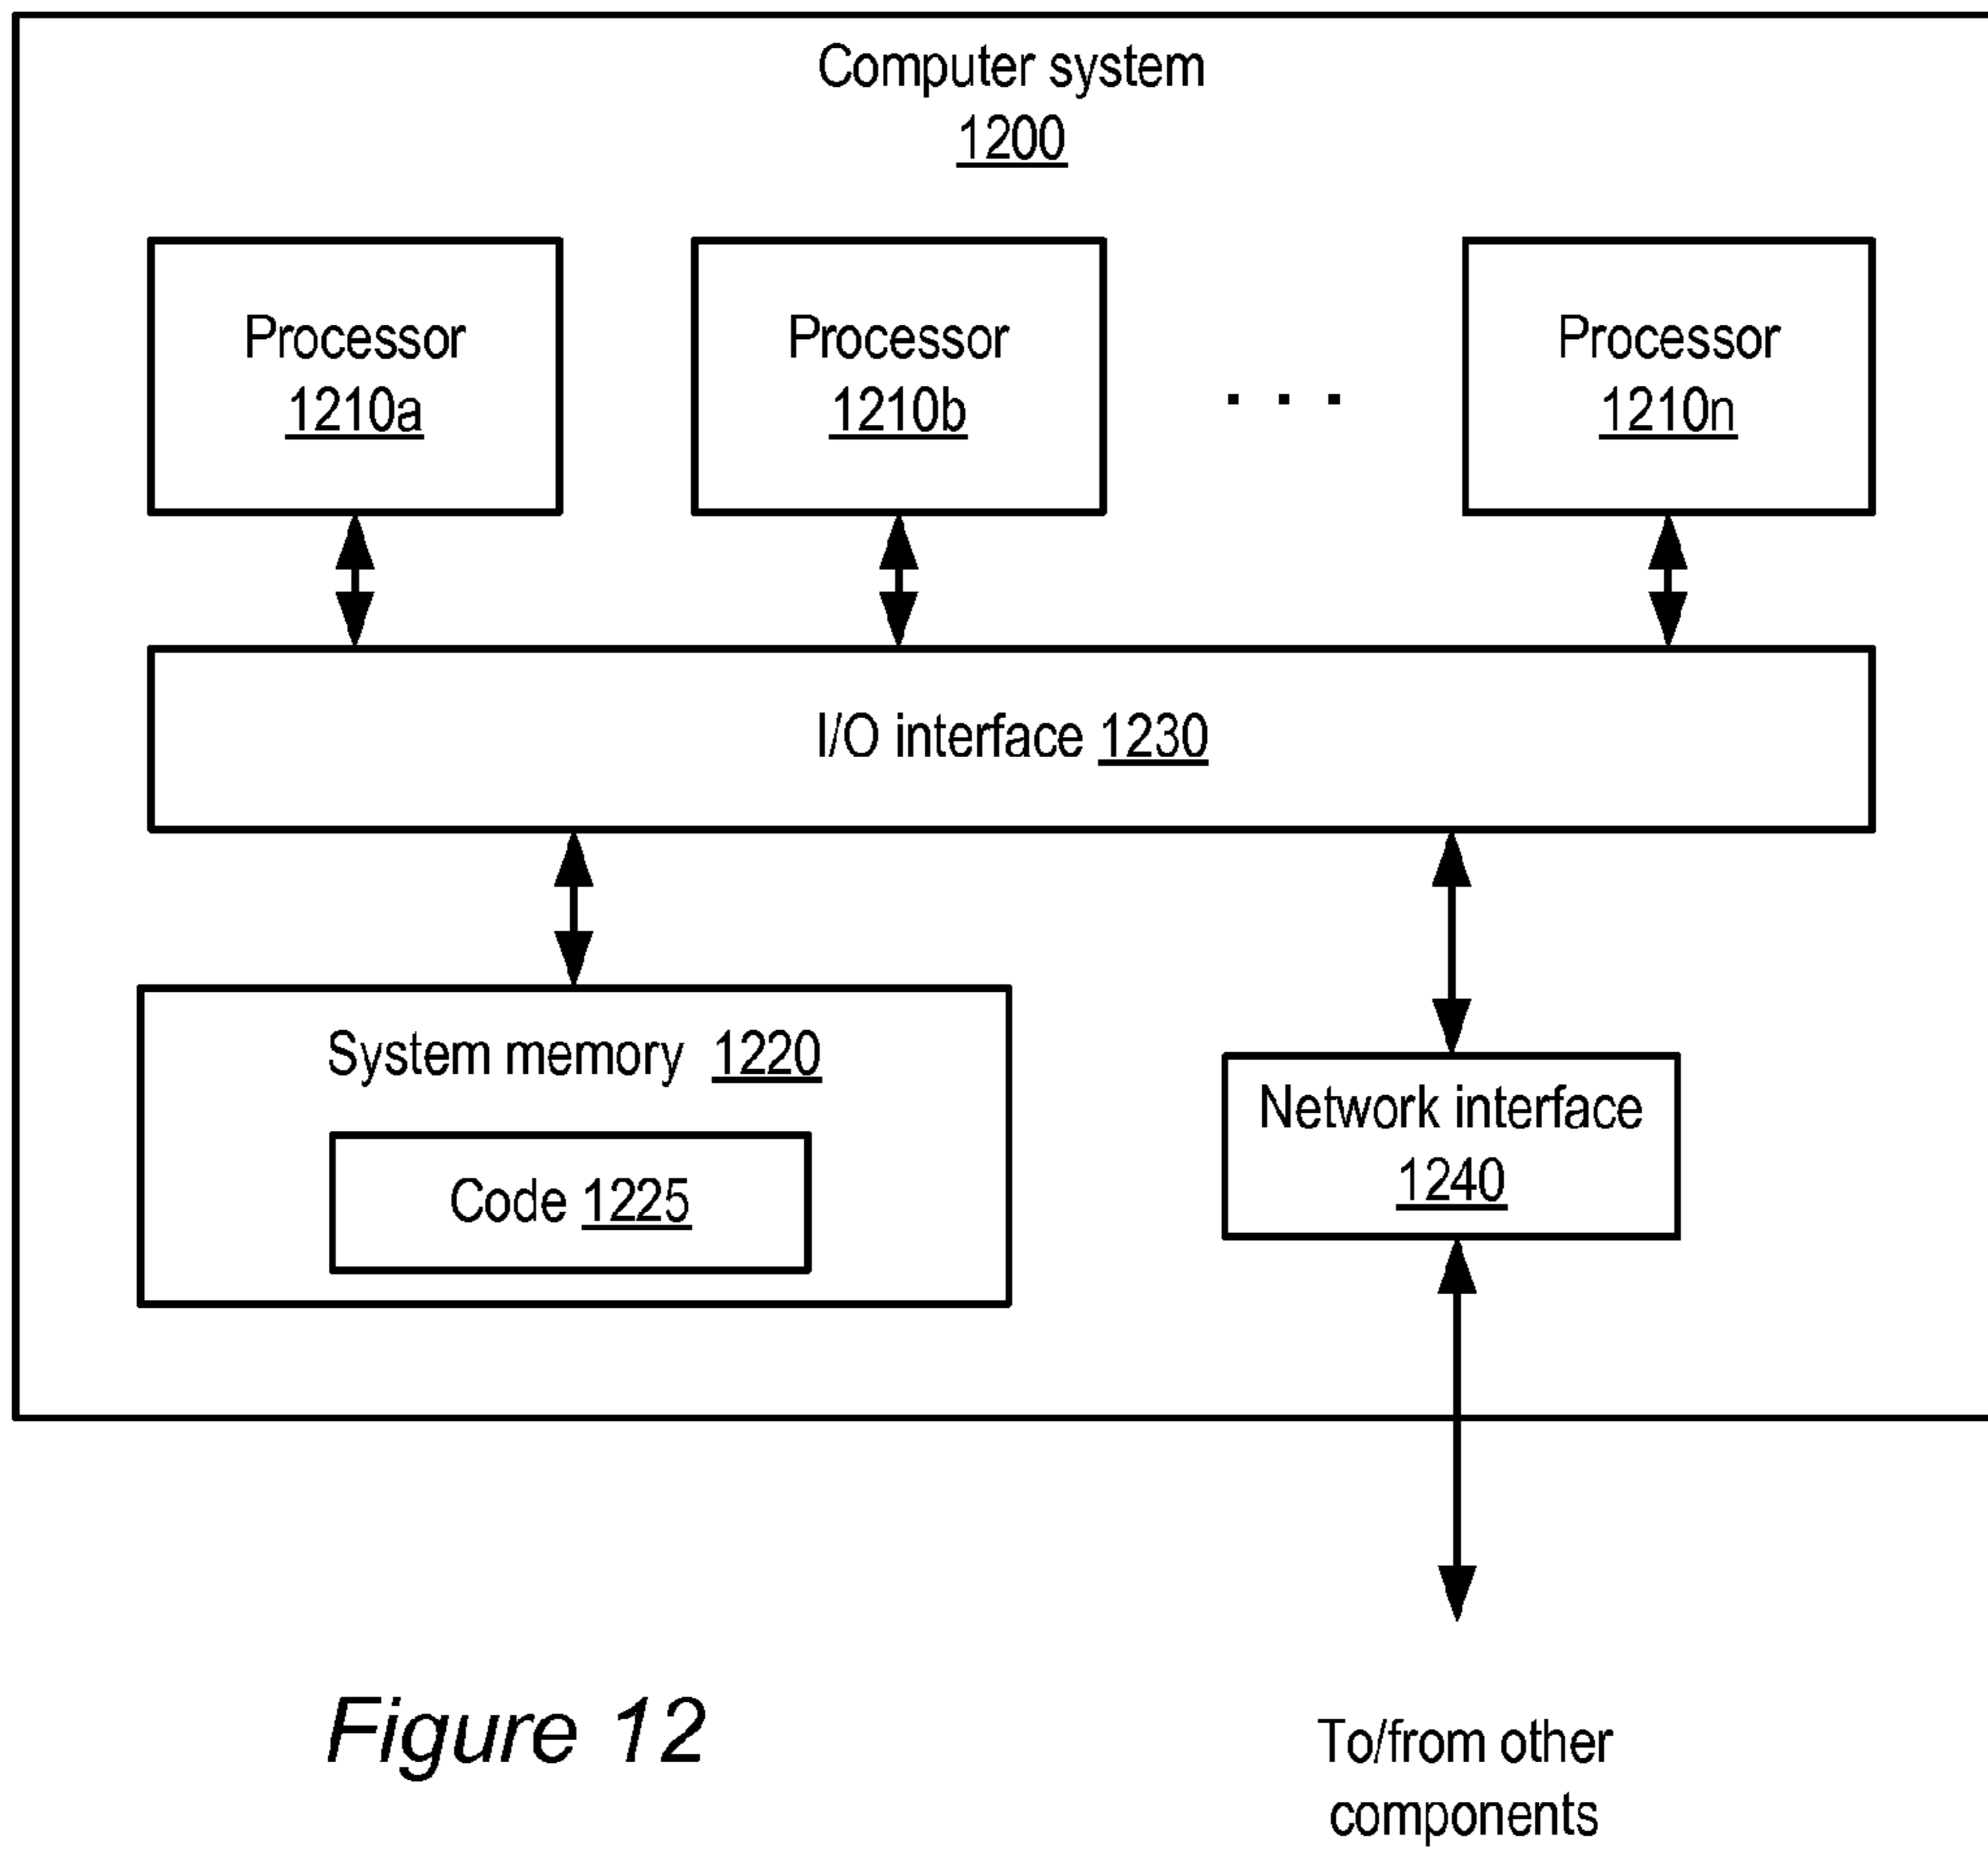 Computer system
1200
Processor
1210a
Processor
1210b
. . .
Processor
1210n
I/O interface 1230
System memory 1220
Code 1225
Network interface
1240
Figure 12
To/from other
components